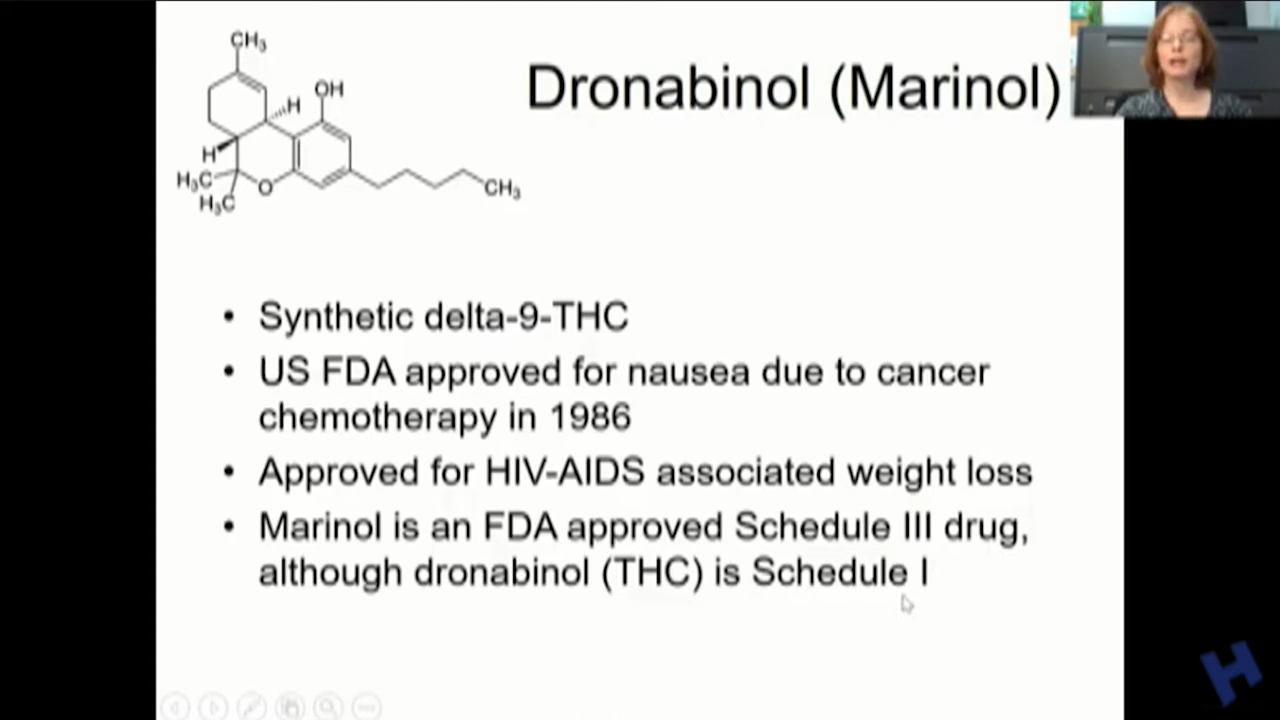 CH₃
Dronabinol (Marinol)
OH
H
H
H₃C
O
CH₃
H₃C
• Synthetic delta-9-THC
• US FDA approved for nausea due to cancer
chemotherapy in 1986
• Approved for HIV-AIDS associated weight loss
• Marinol is an FDA approved Schedule III drug,
although dronabinol (THC) is Schedule I
H